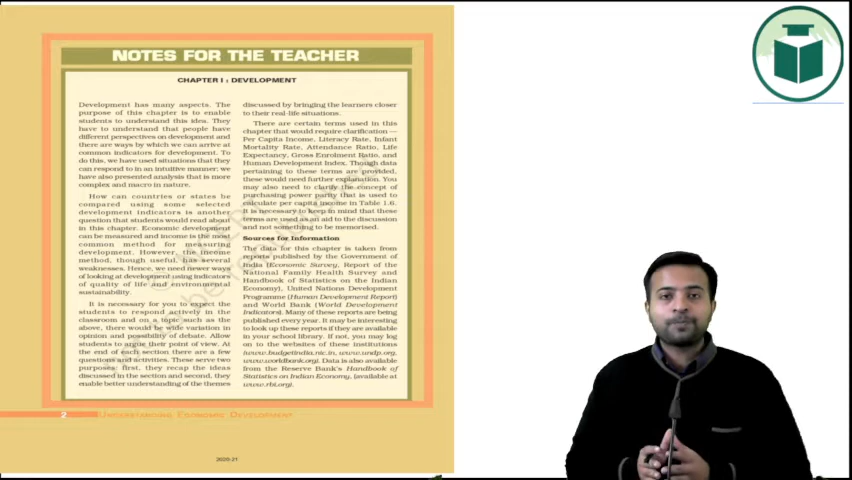 NOTES FOR THE TEACHER
CHAPTER I : DEVELOPMENT
Development has many aspects. The
purpose of this chapter is to enable
students to understand this idea. They
have to understand that people have
different perspectives on development and
there are ways by which we can arrive at
common indicators for development. To
do this, we have used situations that they
can respond to in an intuitive manner; we
have also presented analysis that is more
complex and macro in nature.
How can countries or states be
compared using some selected
development indicators is another
question that students would read about
in this chapter. Economic development
can be measured and income is the most
common method for measuring
development. However, the income
method, though useful, has several
weaknesses. Hence, we need newer ways
of looking at development using indicators
of quality of life and environmental
sustainability.
It is necessary for you to expect the
students to respond actively in the
classroom and on a topic such as the
above, there would be wide variation in
opinion and possibility of debate. Allow
students to argue their point of view. At
the end of each section there are a few
questions and activities. These serve two
purposes: first, they recap the ideas
discussed in the section and second, they
enable better understanding of the themes
discussed by bringing the learners closer
to their real-life situations.
There are certain terms used in this
chapter that would require clarification —
Per Capita Income, Literacy Rate, Infant
Mortality Rate, Attendance Ratio, Life
Expectancy, Gross Enrolment Ratio, and
Human Development Index. Though data
pertaining to these terms are provided,
these would need further explanation. You
may also need to clarify the concept of
purchasing power parity that is used to
calculate per capita income in Table 1.6.
It is necessary to keep in mind that these
terms are used as an aid to the discussion
and not something to be memorised.
Sources for Information
The data for this chapter is taken from
reports published by the Government of
India (Economic Survey, Report of the
National Family Health Survey and
Handbook of Statistics on the Indian
Economy), United Nations Development
Programme (Human Development Report)
and World Bank (World Development
Indicators). Many of these reports are being
published every year. It may be interesting
to look up these reports if they are available
in your school library. If not, you may log
on to the websites of these institutions
(www.budgetindia.nic.in, www.undp.org,
www.worldbank.org). Data is also available
from the Reserve Bank's Handbook of
Statistics on Indian Economy, (available at
www.rbi.org).
2 UNDERSTANDING ECONOMIC DEVELOPMENT
2020-21